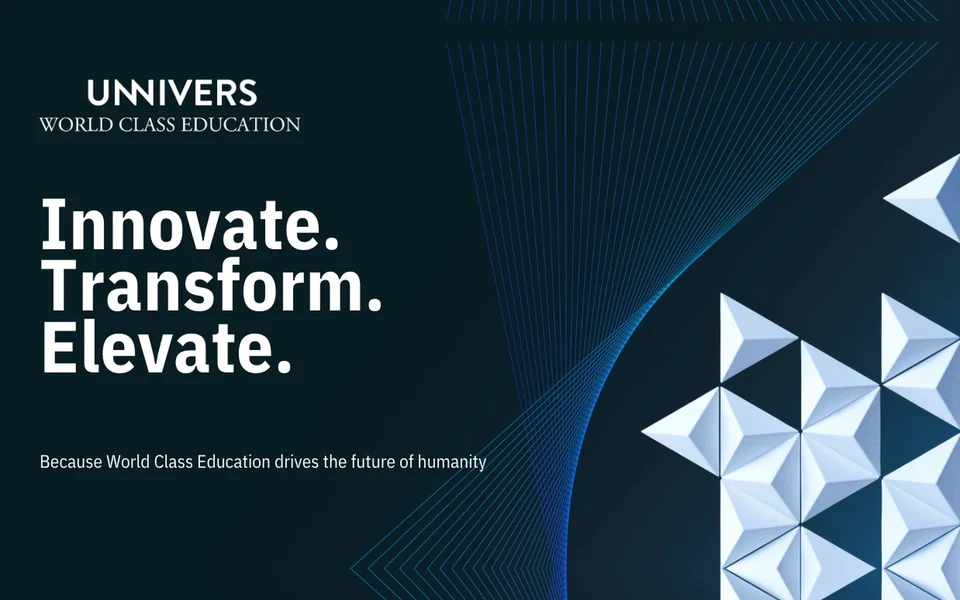 UNNIVERS
WORLD CLASS EDUCATION
Innovate.
Transform.
Elevate.
Because World Class Education drives the future of humanity